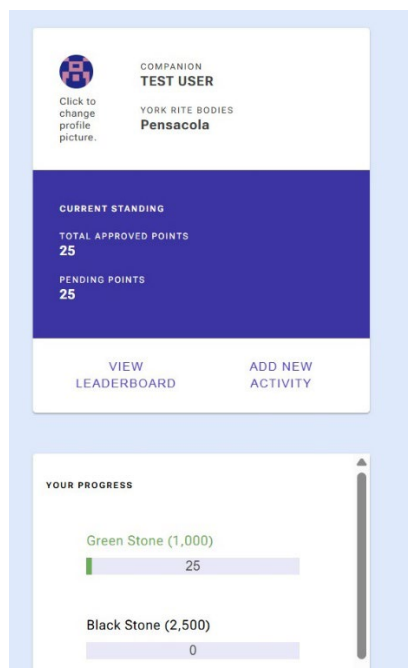 COMPANION
TEST USER
Click to
change
profile
picture.
YORK RITE BODIES
Pensacola
CURRENT STANDING
TOTAL APPROVED POINTS
25
PENDING POINTS
25
VIEW
LEADERBOARD
ADD NEW
ACTIVITY
YOUR PROGRESS
Green Stone (1,000)
25
Black Stone (2,500)
0